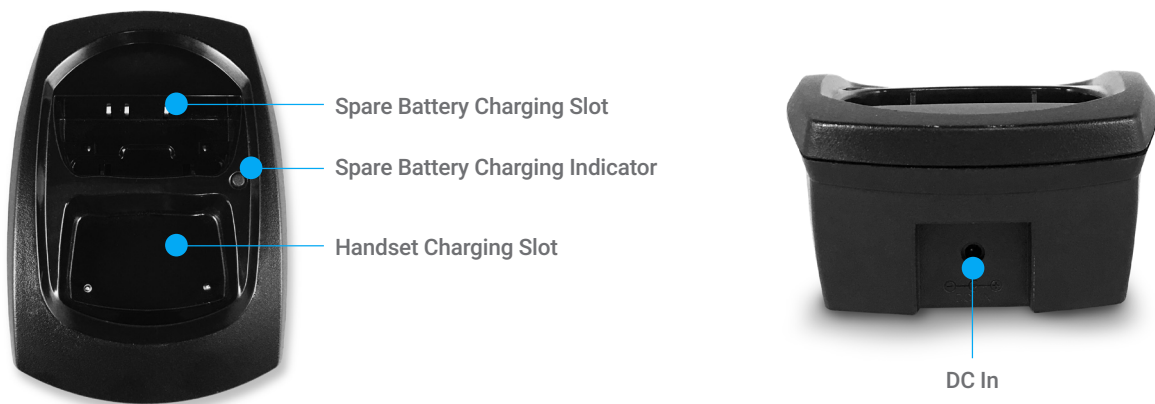 Spare Battery Charging Slot
Spare Battery Charging Indicator
Handset Charging Slot
DC In